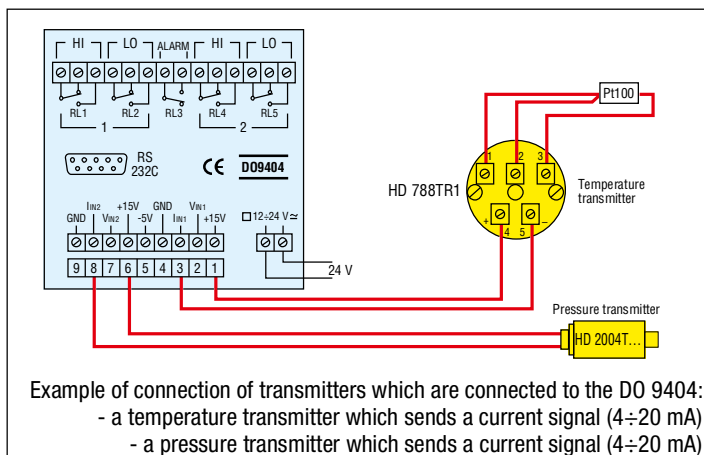 HI LO ALARM HI LO
RL1 RL2 RL3 RL4 RL5
1 2
RS
232C
CE DO9404
IIN2 +15V GND VIN1
GND VIN2 -5V IIN1 +15V
12÷24 V≃
9 8 7 6 5 4 3 2 1
24 V
Pt100
1 2 3
HD 788TR1
Temperature
transmitter
+ 4 5 –
Pressure transmitter
HD 2004T...
Example of connection of transmitters which are connected to the DO 9404:
- a temperature transmitter which sends a current signal (4÷20 mA)
- a pressure transmitter which sends a current signal (4÷20 mA)